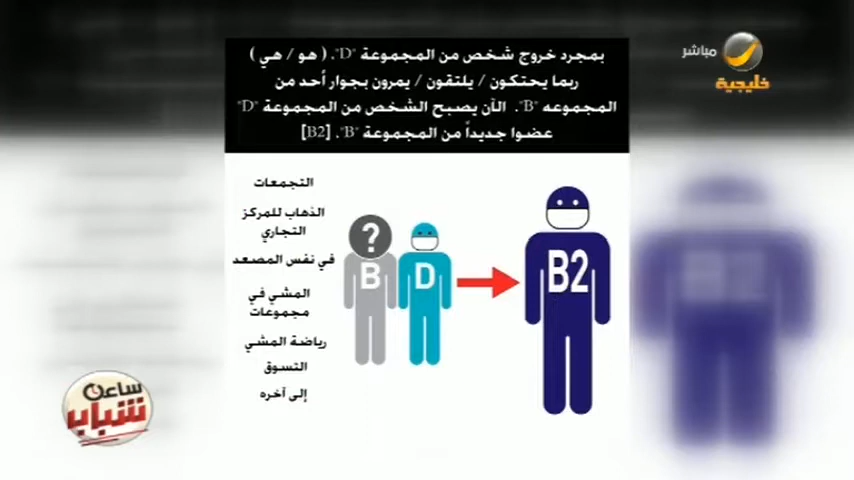 مباشر
خليجية
بمجرد خروج شخص من المجموعة "D". ( هو / هي )
ربما يحتكون / يلتقون / يمرون بجوار أحد من
المجموعه "B". الآن يصبح الشخص من المجموعة "D"
عضوا جديداً من المجموعة "B". [B2]
التجمعات
الذهاب للمركز
التجاري
في نفس المصعد
المشي في
مجموعات
رياضة المشي
التسوق
إلى آخره
?
B
D
B2
B2
ساعة
شباب